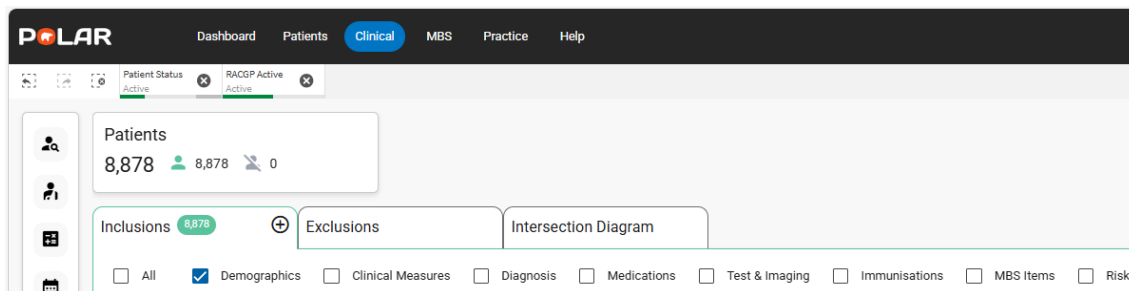 POLAR Dashboard Patients Clinical MBS Practice Help
Patient Status RACGP Active
Active Active
Patients
8,878 8,878 0
Inclusions 8,878 Exclusions Intersection Diagram
All Demographics Clinical Measures Diagnosis Medications Test & Imaging Immunisations MBS Items Risk